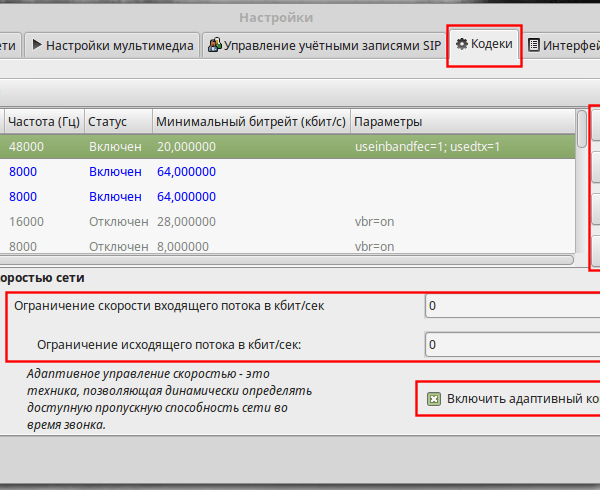 Настройки
ети Настройки мультимедиа Управление учётными записями SIP Кодеки Интерфей
Частота (Гц) Статус Минимальный битрейт (кбит/с) Параметры
48000 Включен 20,000000 useinbandfec=1; usedtx=1
8000 Включен 64,000000
8000 Включен 64,000000
16000 Отключен 28,000000 vbr=on
8000 Отключен 8,000000 vbr=on
коростью сети
Ограничение скорости входящего потока в кбит/сек 0
Ограничение исходящего потока в кбит/сек: 0
Адаптивное управление скоростью - это
техника, позволяющая динамически определять
доступную пропускную способность сети во
время звонка.
Включить адаптивный ко